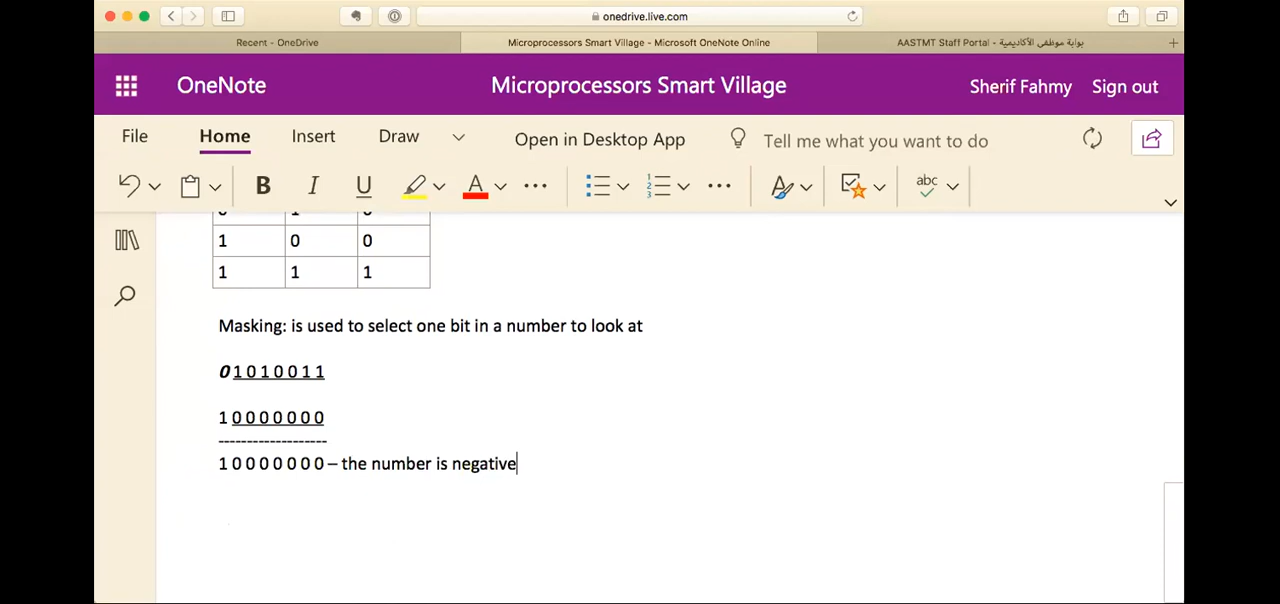 onedrive.live.com
Recent - OneDrive
Microprocessors Smart Village - Microsoft OneNote Online
AASTMT Staff Portal - بوابة موظفى الأكاديمية
OneNote
Microprocessors Smart Village
Sherif Fahmy
Sign out
File
Home
Insert
Draw
Open in Desktop App
Tell me what you want to do
B I U A abc
1 0 0
1 1 1
Masking: is used to select one bit in a number to look at
0 1 0 1 0 0 1 1
1 0 0 0 0 0 0 0
-------------------
1 0 0 0 0 0 0 0 – the number is negative